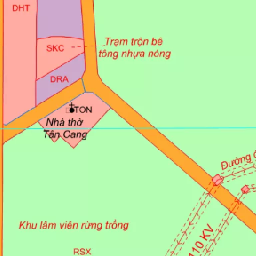 DHT
SKC
Trạm trộn bê
tông nhựa nóng
DRA
TON
Nhà thờ
Tân Cang
Đường
Khu lâm viên rừng trồng
110 KV
RSX